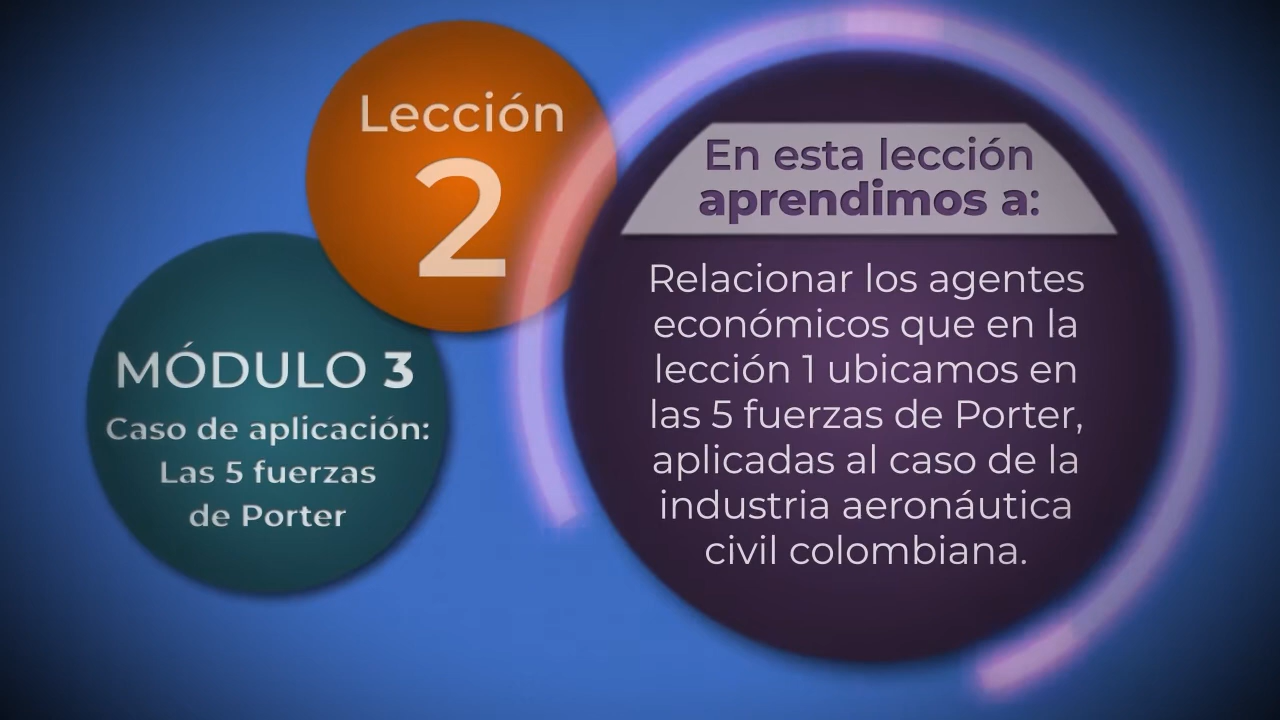 Lección
2
MÓDULO 3
Caso de aplicación:
Las 5 fuerzas
de Porter
En esta lección
aprendimos a:
Relacionar los agentes
económicos que en la
lección 1 ubicamos en
las 5 fuerzas de Porter,
aplicadas al caso de la
industria aeronáutica
civil colombiana.